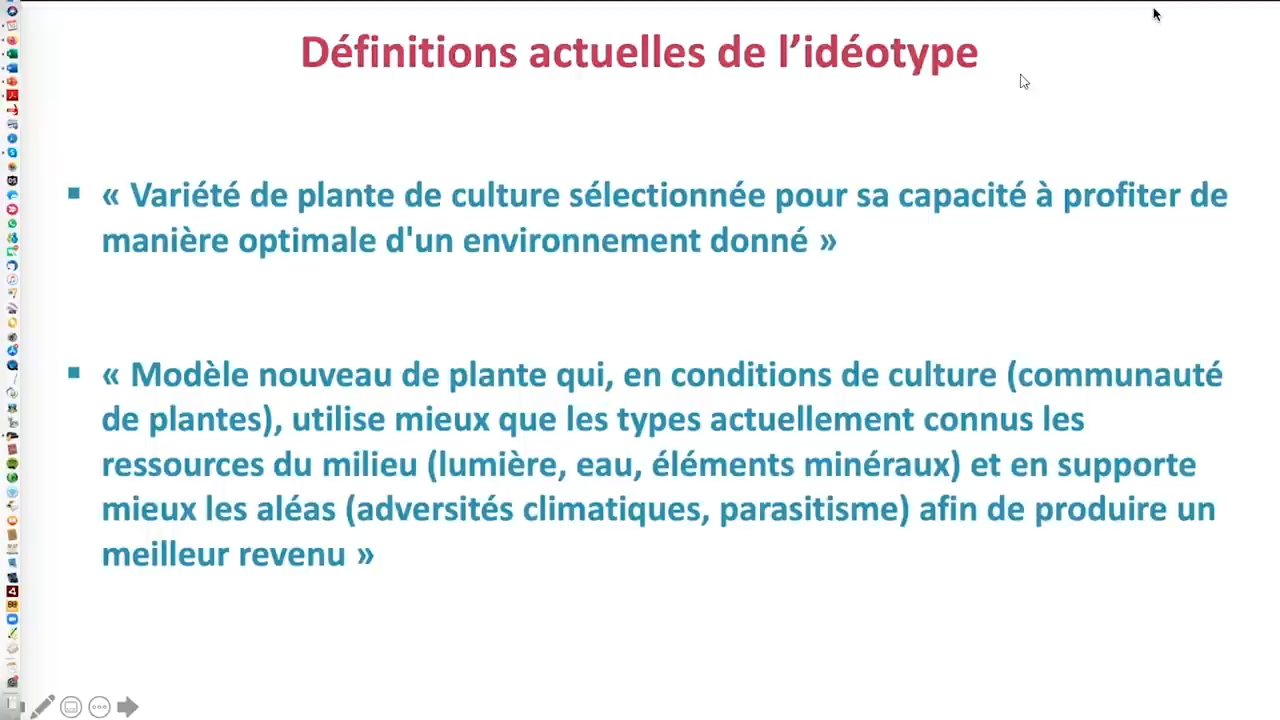 Définitions actuelles de l’idéotype
▪ « Variété de plante de culture sélectionnée pour sa capacité à profiter de
manière optimale d'un environnement donné »
▪ « Modèle nouveau de plante qui, en conditions de culture (communauté
de plantes), utilise mieux que les types actuellement connus les
ressources du milieu (lumière, eau, éléments minéraux) et en supporte
mieux les aléas (adversités climatiques, parasitisme) afin de produire un
meilleur revenu »